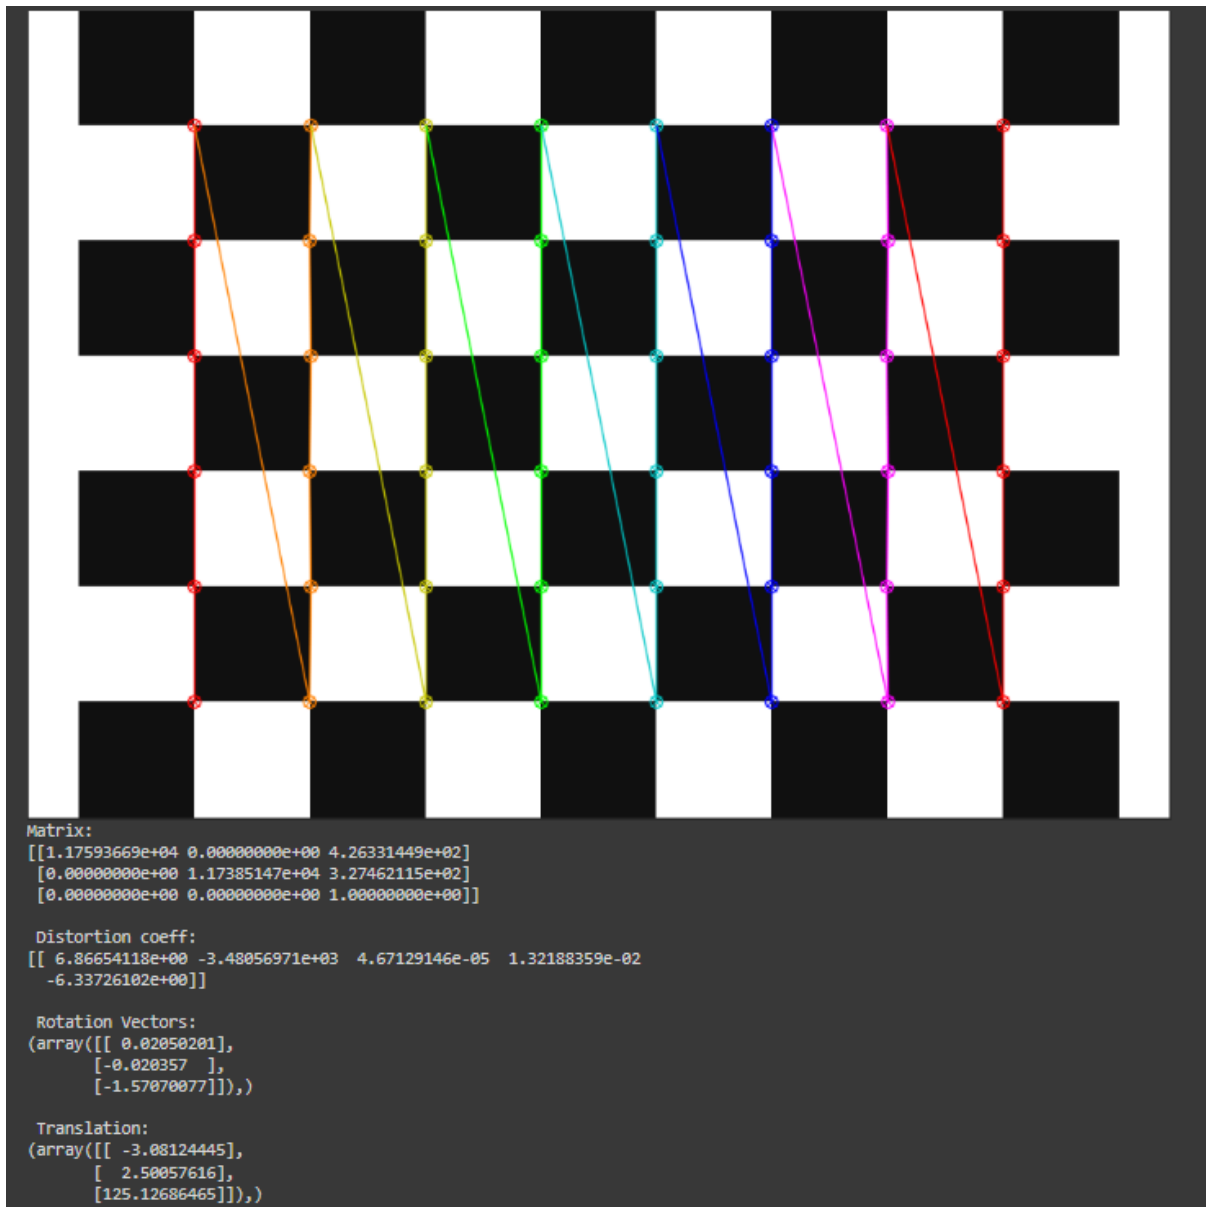 Matrix:
[[1.17593669e+04 0.00000000e+00 4.26331449e+02]
 [0.00000000e+00 1.17385147e+04 3.27462115e+02]
 [0.00000000e+00 0.00000000e+00 1.00000000e+00]]
 Distortion coeff:
[[ 6.86654118e+00 -3.48056971e+03  4.67129146e-05  1.32188359e-02
  -6.33726102e+00]]
 Rotation Vectors:
(array([[ 0.02050201],
       [-0.020357  ],
       [-1.57070077]]),)
 Translation:
(array([[ -3.08124445],
       [  2.50057616],
       [125.12686465]]),)